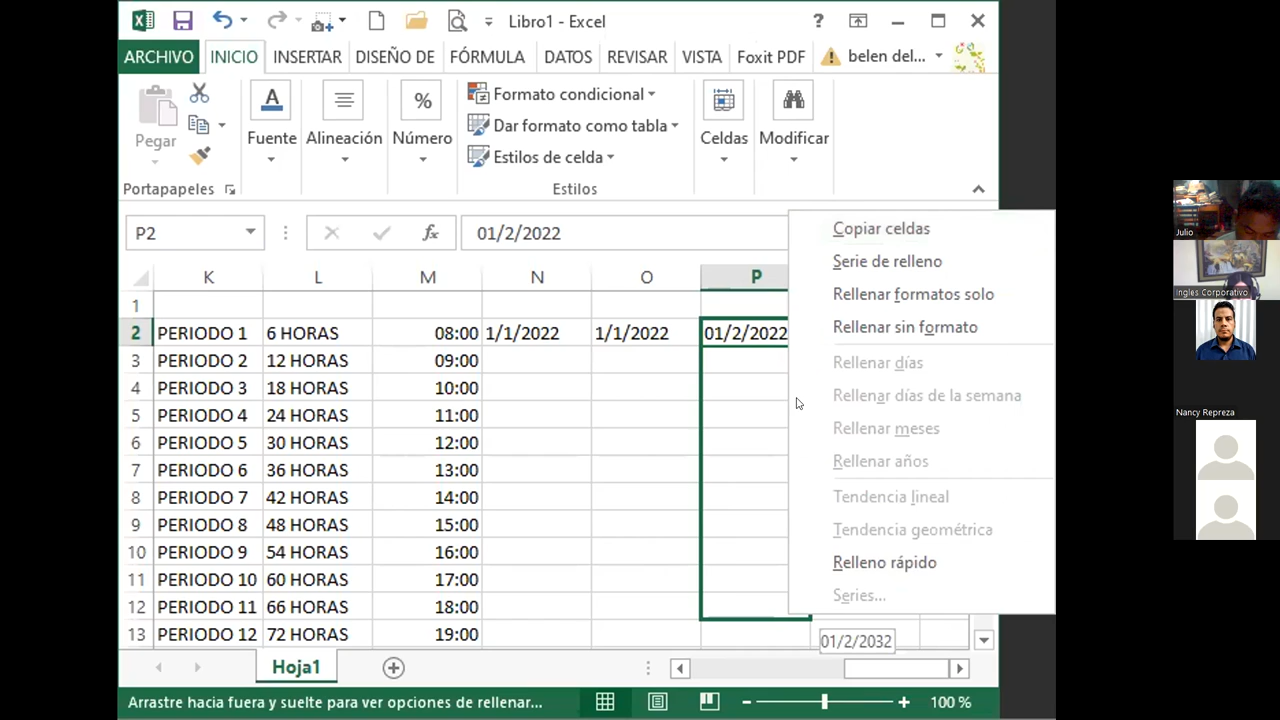 Libro1 - Excel
?
ARCHIVO INICIO INSERTAR DISEÑO DE FÓRMULA DATOS REVISAR VISTA Foxit PDF belen del...
Pegar
Portapapeles
Fuente
Alineación
%
Número
Formato condicional
Dar formato como tabla
Estilos de celda
Estilos
Celdas
Modificar
P2
fx
01/2/2022
K L M N O P
1
2 PERIODO 1 6 HORAS 08:00 1/1/2022 1/1/2022 01/2/2022
3 PERIODO 2 12 HORAS 09:00
4 PERIODO 3 18 HORAS 10:00
5 PERIODO 4 24 HORAS 11:00
6 PERIODO 5 30 HORAS 12:00
7 PERIODO 6 36 HORAS 13:00
8 PERIODO 7 42 HORAS 14:00
9 PERIODO 8 48 HORAS 15:00
10 PERIODO 9 54 HORAS 16:00
11 PERIODO 10 60 HORAS 17:00
12 PERIODO 11 66 HORAS 18:00
13 PERIODO 12 72 HORAS 19:00
Copiar celdas
Serie de relleno
Rellenar formatos solo
Rellenar sin formato
Rellenar días
Rellenar días de la semana
Rellenar meses
Rellenar años
Tendencia lineal
Tendencia geométrica
Relleno rápido
Series...
01/2/2032
Hoja1
Arrastre hacia fuera y suelte para ver opciones de rellenar...
100 %
Julio
Ingles Corporativo
Nancy Repreza